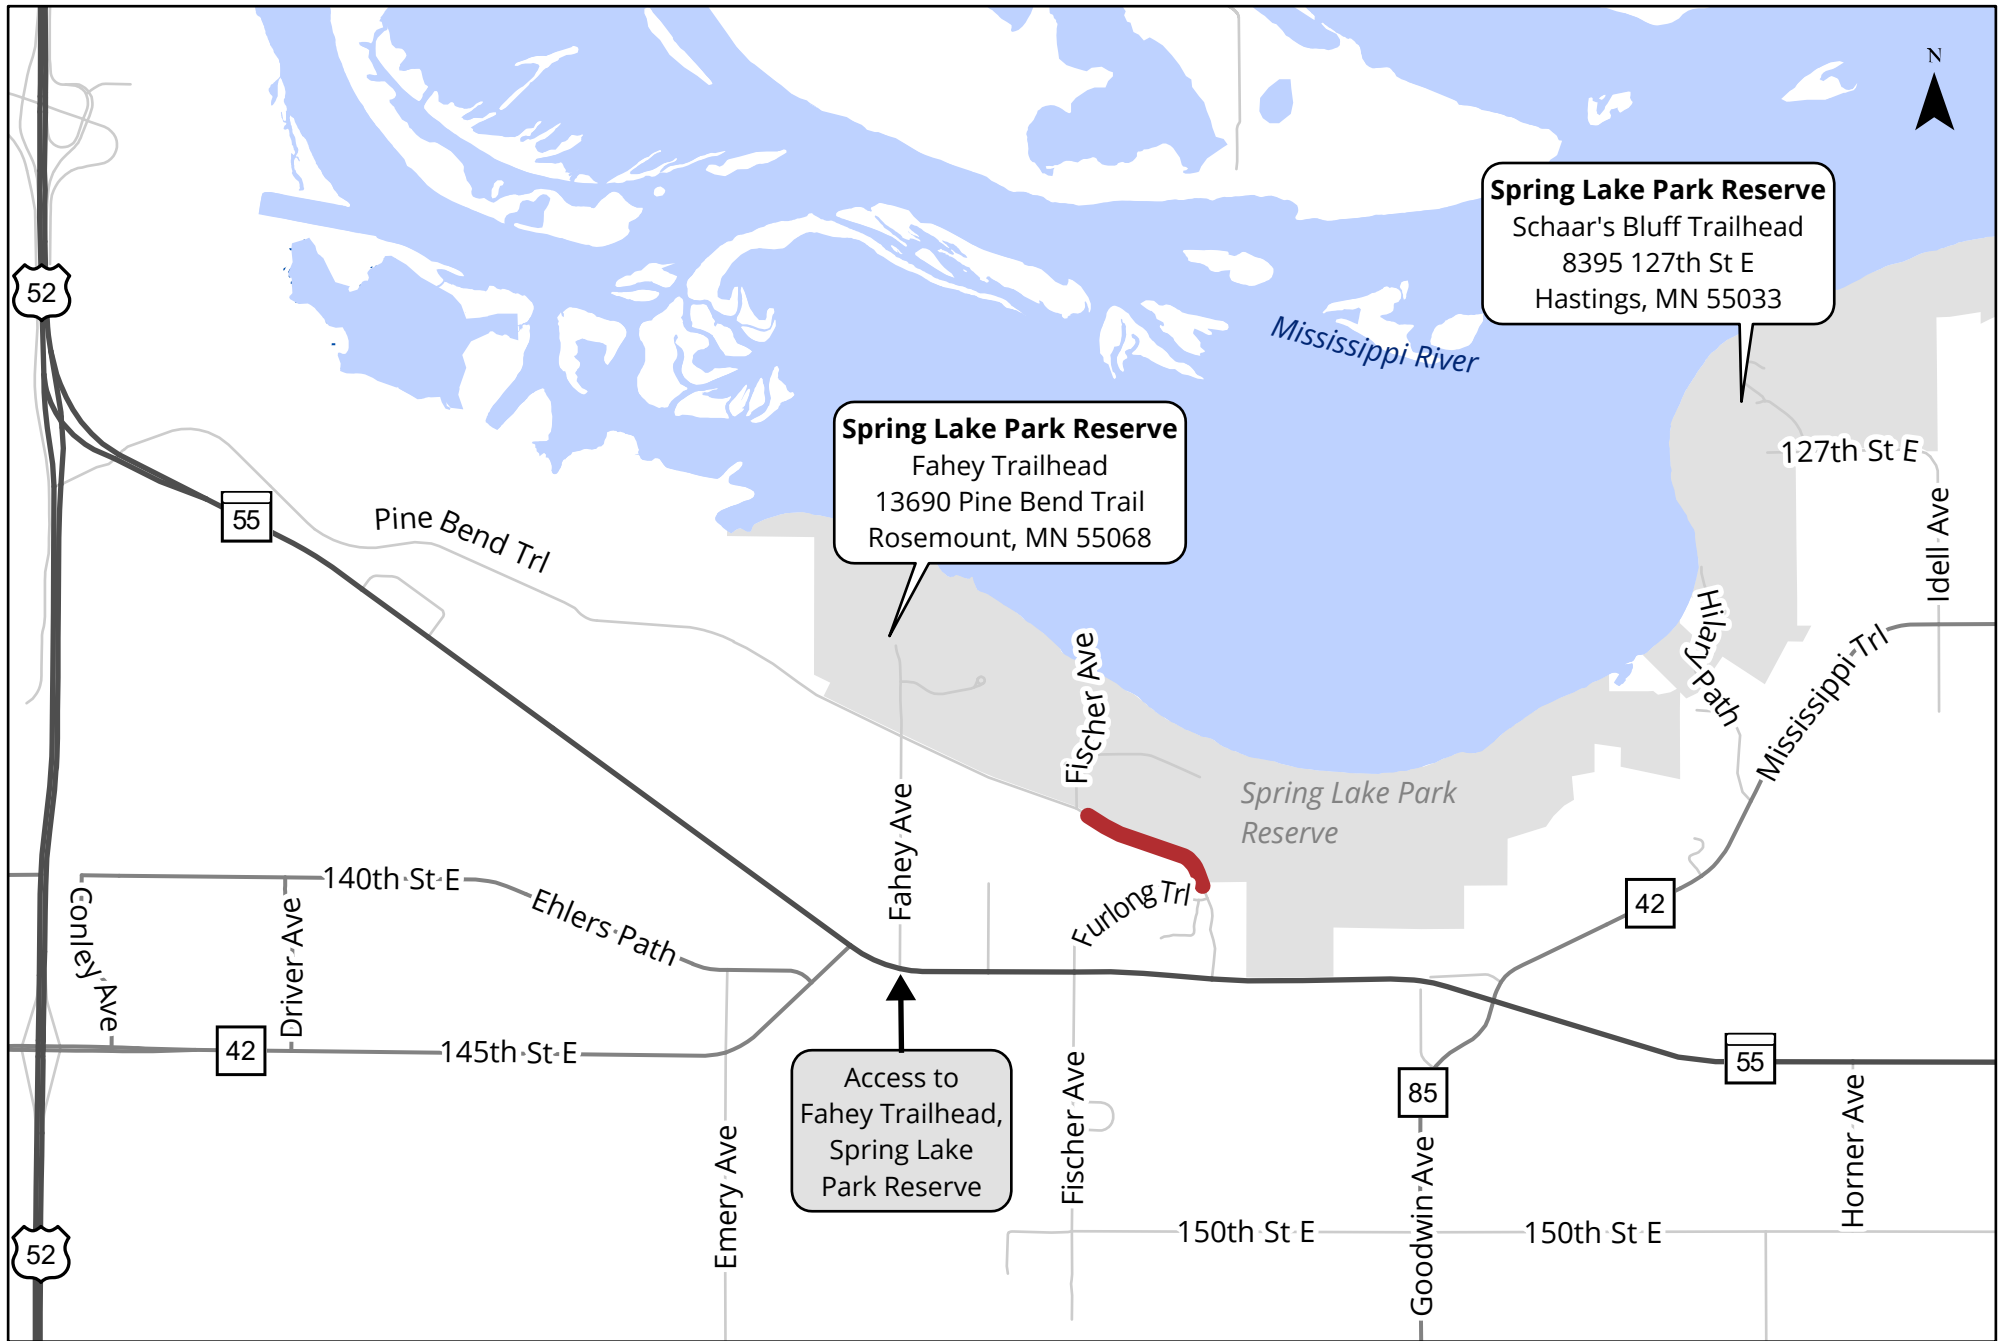 N
Spring Lake Park Reserve
Schaar's Bluff Trailhead
8395 127th St E
Hastings, MN 55033
52
Mississippi River
Spring Lake Park Reserve
Fahey Trailhead
13690 Pine Bend Trail
Rosemount, MN 55068
127th St E
Idell Ave
55
Pine Bend Trl
Hilary Path
Mississippi Trl
Fischer Ave
Spring Lake Park
Reserve
Fahey Ave
140th St E
Ehlers Path
Furlong Trl
42
Conley Ave
Driver Ave
42
145th St E
55
Access to
Fahey Trailhead,
Spring Lake
Park Reserve
85
Fischer Ave
Emery Ave
Goodwin Ave
Horner Ave
150th St E
150th St E
52